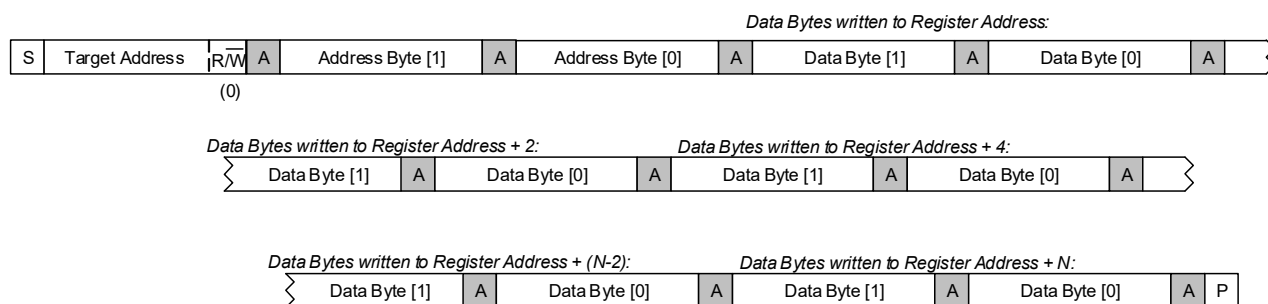 Data Bytes written to Register Address:
S Target Address R/W A Address Byte [1] A Address Byte [0] A Data Byte [1] A Data Byte [0] A
(0)
Data Bytes written to Register Address + 2: Data Bytes written to Register Address + 4:
Data Byte [1] A Data Byte [0] A Data Byte [1] A Data Byte [0] A
Data Bytes written to Register Address + (N-2): Data Bytes written to Register Address + N:
Data Byte [1] A Data Byte [0] A Data Byte [1] A Data Byte [0] A P